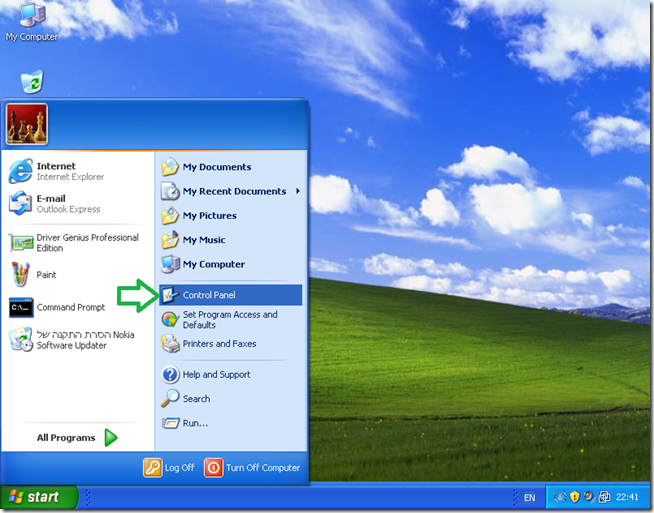 My Computer
Internet
Internet Explorer
E-mail
Outlook Express
Driver Genius Professional
Edition
Paint
C:\_
Command Prompt
הסרת התקנה של Nokia
Software Updater
All Programs
My Documents
My Recent Documents
My Pictures
My Music
My Computer
Control Panel
Set Program Access and
Defaults
Printers and Faxes
Help and Support
Search
Run...
Log Off
Turn Off Computer
start
EN
22:41